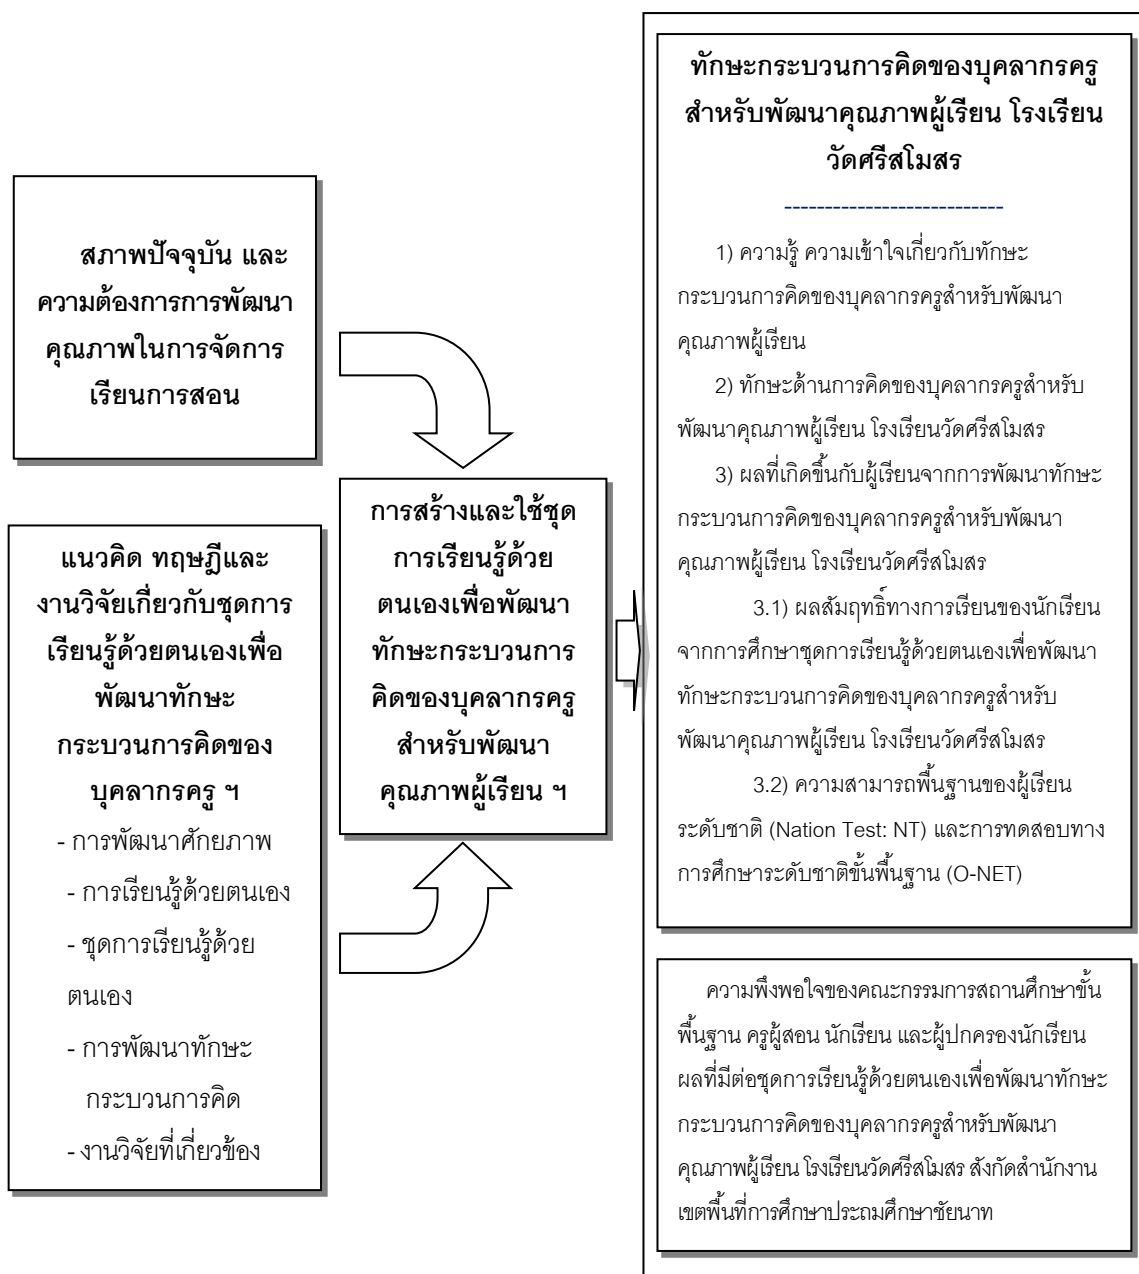 สภาพปัจจุบัน และ
ความต้องการการพัฒนา
คุณภาพในการจัดการ
เรียนการสอน
แนวคิด ทฤษฎีและ
งานวิจัยเกี่ยวกับชุดการ
เรียนรู้ด้วยตนเองเพื่อ
พัฒนาทักษะ
กระบวนการคิดของ
บุคลากรครู ฯ
- การพัฒนาศักยภาพ
- การเรียนรู้ด้วยตนเอง
- ชุดการเรียนรู้ด้วย
ตนเอง
- การพัฒนาทักษะ
กระบวนการคิด
- งานวิจัยที่เกี่ยวข้อง
การสร้างและใช้ชุด
การเรียนรู้ด้วย
ตนเองเพื่อพัฒนา
ทักษะกระบวนการ
คิดของบุคลากรครู
สำหรับพัฒนา
คุณภาพผู้เรียน ฯ
ทักษะกระบวนการคิดของบุคลากรครู
สำหรับพัฒนาคุณภาพผู้เรียน โรงเรียน
วัดศรีสโมสร
---------------------------
1) ความรู้ ความเข้าใจเกี่ยวกับทักษะ
กระบวนการคิดของบุคลากรครูสำหรับพัฒนา
คุณภาพผู้เรียน
2) ทักษะด้านการคิดของบุคลากรครูสำหรับ
พัฒนาคุณภาพผู้เรียน โรงเรียนวัดศรีสโมสร
3) ผลที่เกิดขึ้นกับผู้เรียนจากการพัฒนาทักษะ
กระบวนการคิดของบุคลากรครูสำหรับพัฒนา
คุณภาพผู้เรียน โรงเรียนวัดศรีสโมสร
3.1) ผลสัมฤทธิ์ทางการเรียนของนักเรียน
จากการศึกษาชุดการเรียนรู้ด้วยตนเองเพื่อพัฒนา
ทักษะกระบวนการคิดของบุคลากรครูสำหรับ
พัฒนาคุณภาพผู้เรียน โรงเรียนวัดศรีสโมสร
3.2) ความสามารถพื้นฐานของผู้เรียน
ระดับชาติ (Nation Test: NT) และการทดสอบทาง
การศึกษาระดับชาติขั้นพื้นฐาน (O-NET)
ความพึงพอใจของคณะกรรมการสถานศึกษาขั้น
พื้นฐาน ครูผู้สอน นักเรียน และผู้ปกครองนักเรียน
ผลที่มีต่อชุดการเรียนรู้ด้วยตนเองเพื่อพัฒนาทักษะ
กระบวนการคิดของบุคลากรครูสำหรับพัฒนา
คุณภาพผู้เรียน โรงเรียนวัดศรีสโมสร สังกัดสำนักงาน
เขตพื้นที่การศึกษาประถมศึกษาชัยนาท